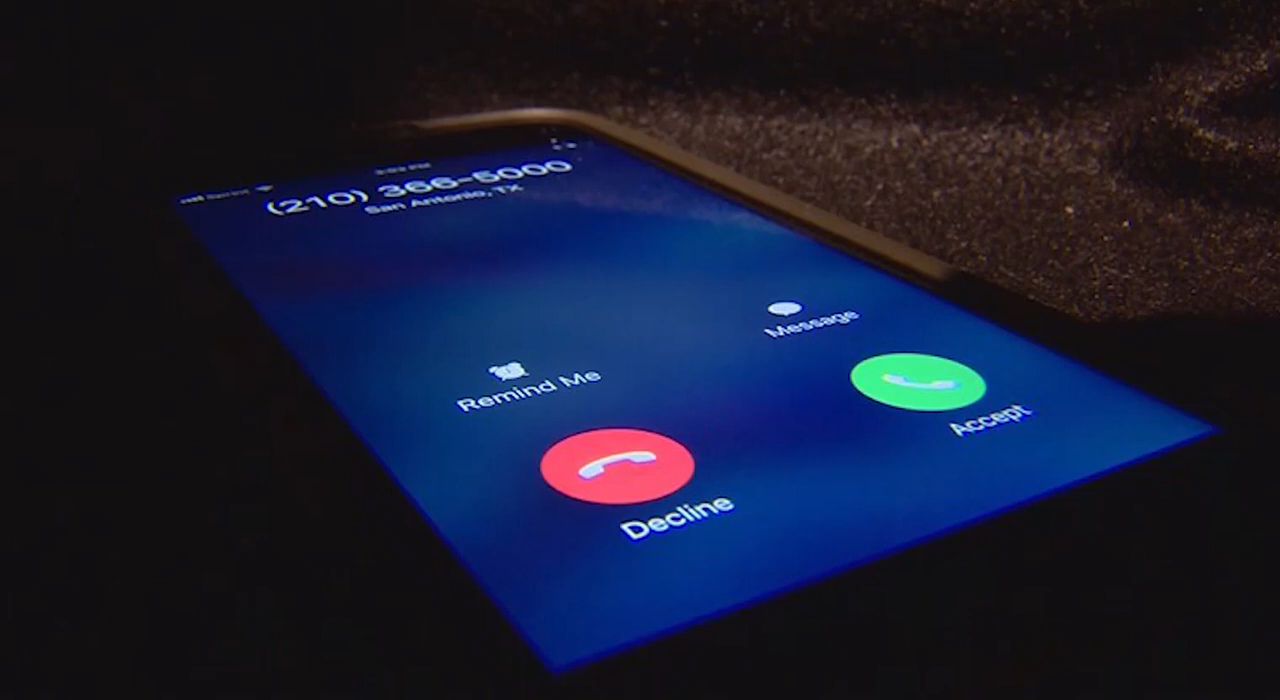 (210) 366-5000
San Antonio, TX
Message
Remind Me
Accept
Decline